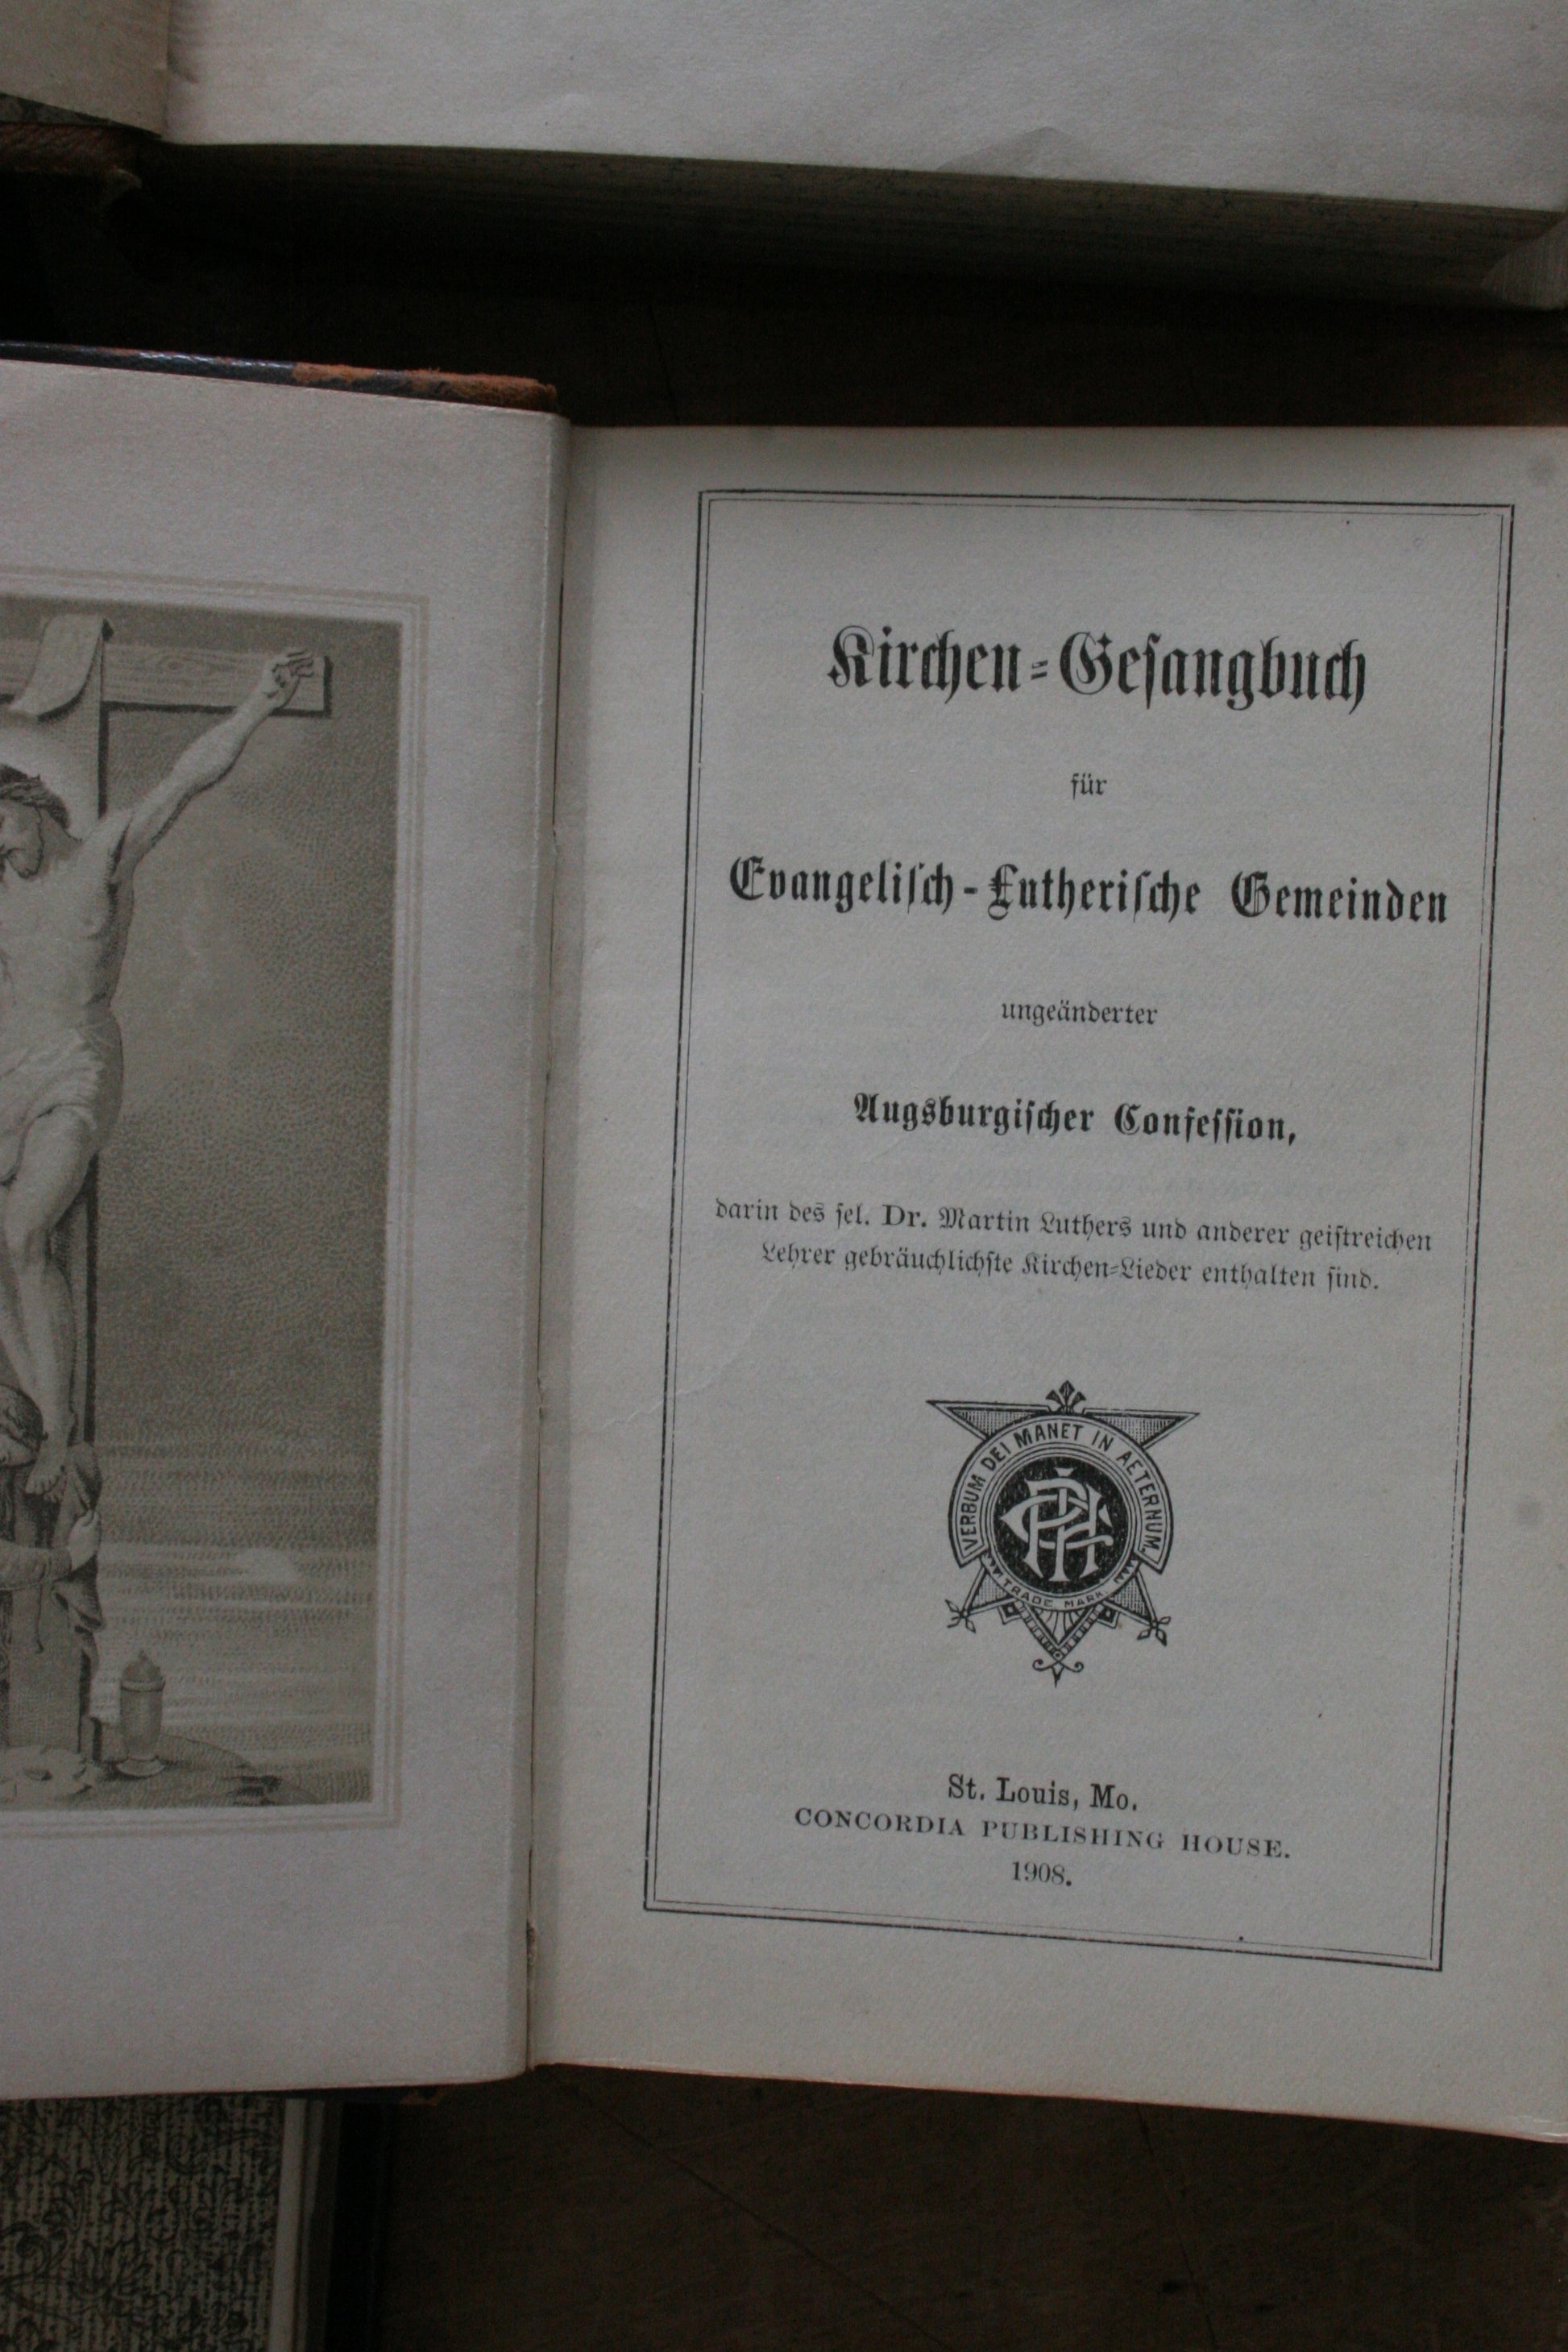 Kirchen-Gesangbuch
für
Evangelisch-Lutherische Gemeinden
ungeänderter
Augsburgischer Confession,
darin des sel. Dr. Martin Luthers und anderer geistreichen
Lehrer gebräuchlichste Kirchen-Lieder enthalten sind.
VERBUM DEI MANET IN AETERNUM.
CPH
TRADE MARK
St. Louis, Mo.
CONCORDIA PUBLISHING HOUSE.
1908.